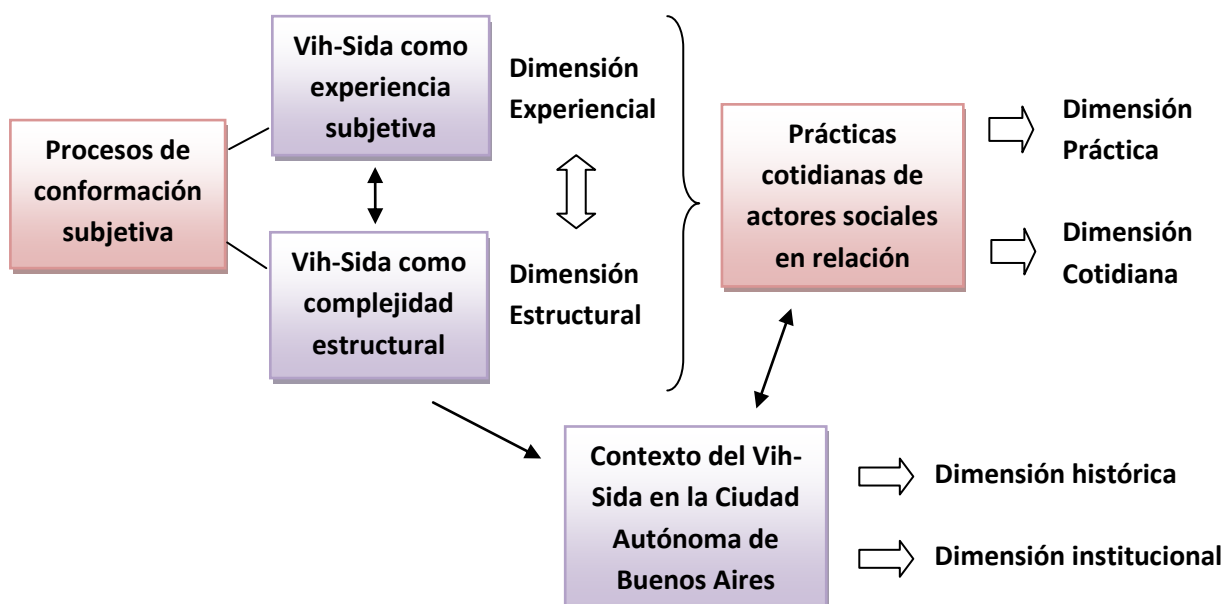 Procesos de
conformación
subjetiva
Vih-Sida como
experiencia
subjetiva
Vih-Sida como
complejidad
estructural
Dimensión
Experiencial
Dimensión
Estructural
Prácticas
cotidianas de
actores sociales
en relación
Dimensión
Práctica
Dimensión
Cotidiana
Contexto del Vih-
Sida en la Ciudad
Autónoma de
Buenos Aires
Dimensión histórica
Dimensión institucional